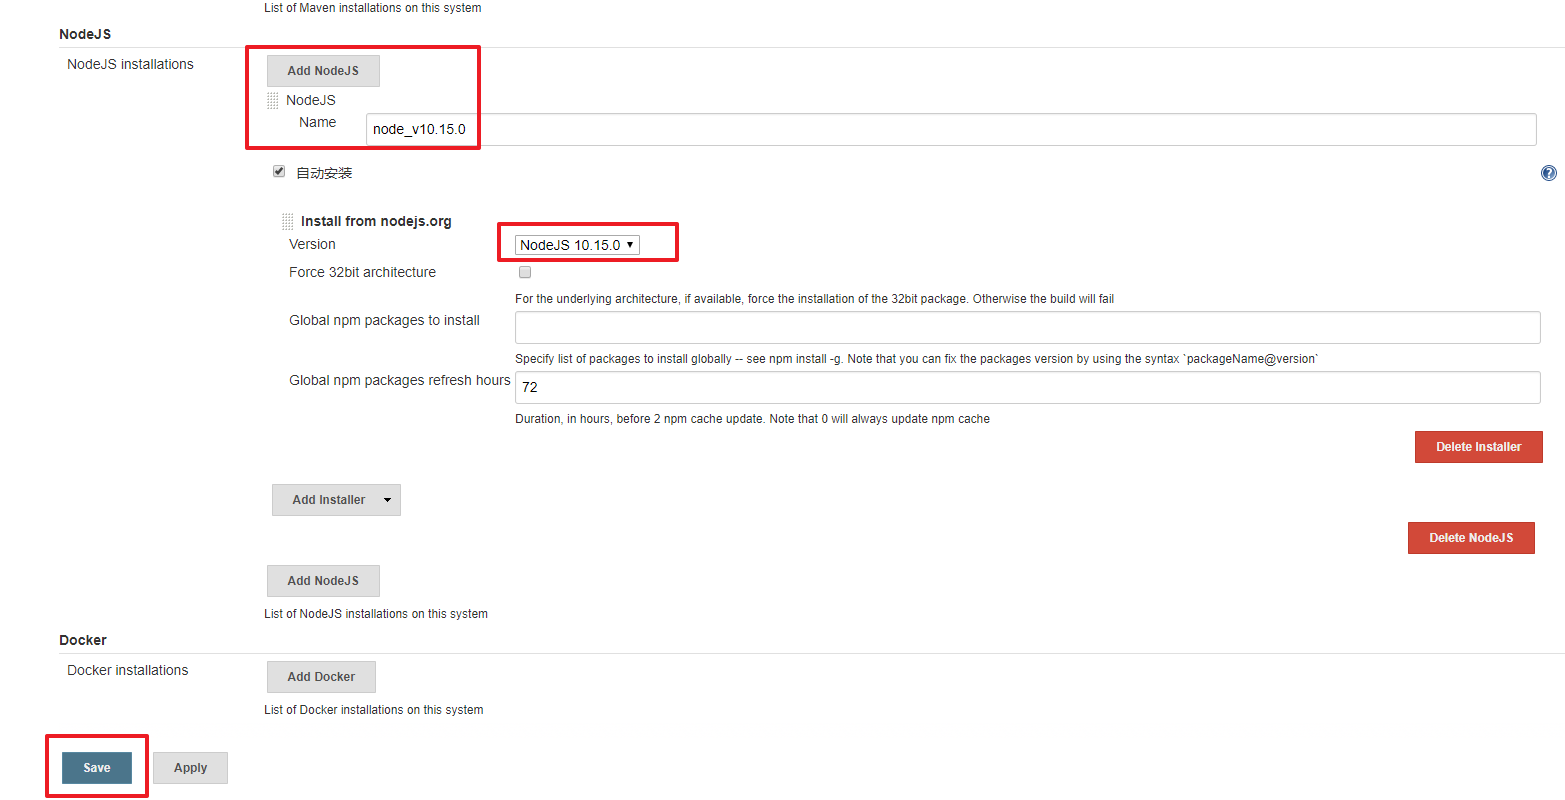 List of Maven installations on this system
NodeJS
NodeJS installations
Add NodeJS
NodeJS
Name
node_v10.15.0
自动安装
Install from nodejs.org
Version
NodeJS 10.15.0
Force 32bit architecture
For the underlying architecture, if available, force the installation of the 32bit package. Otherwise the build will fail
Global npm packages to install
Specify list of packages to install globally -- see npm install -g. Note that you can fix the packages version by using the syntax `packageName@version`
Global npm packages refresh hours
72
Duration, in hours, before 2 npm cache update. Note that 0 will always update npm cache
Delete Installer
Add Installer
Delete NodeJS
Add NodeJS
List of NodeJS installations on this system
Docker
Docker installations
Add Docker
List of Docker installations on this system
Save
Apply